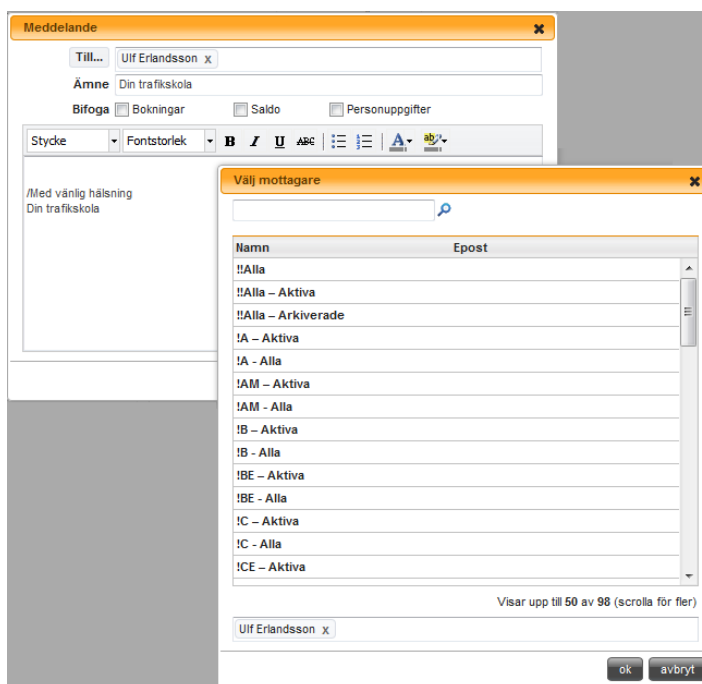 Meddelande
Till... Ulf Erlandsson x
Ämne Din trafikskola
Bifoga Bokningar Saldo Personuppgifter
Stycke Fontstorlek B I U ABC A ab
/Med vänlig hälsning
Din trafikskola
Välj mottagare
Namn Epost
!!Alla
!!Alla – Aktiva
!!Alla – Arkiverade
!A – Aktiva
!A - Alla
!AM – Aktiva
!AM - Alla
!B – Aktiva
!B - Alla
!BE – Aktiva
!BE - Alla
!C – Aktiva
!C - Alla
!CE – Aktiva
Visar upp till 50 av 98 (scrolla för fler)
Ulf Erlandsson x
ok avbryt